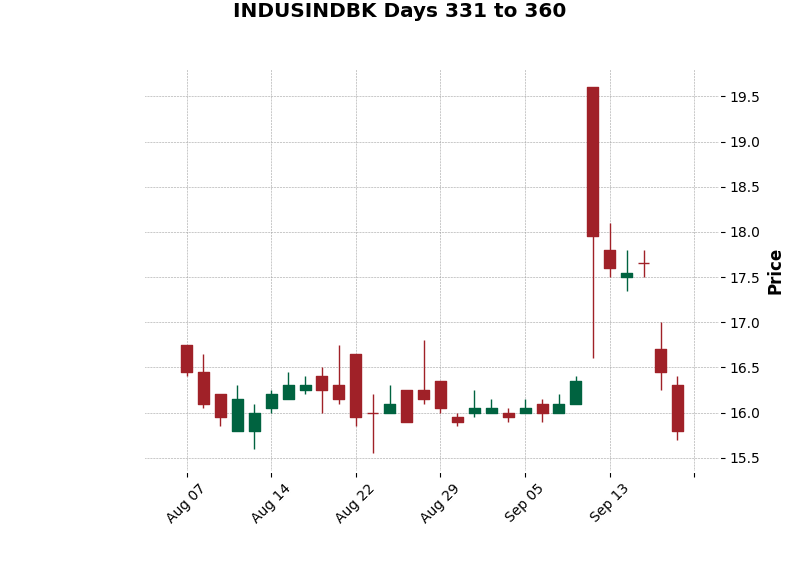 INDUSINDBK Days 331 to 360
19.5
19.0
18.5
18.0
17.5
17.0
16.5
16.0
15.5
Price
Aug 07
Aug 14
Aug 22
Aug 29
Sep 05
Sep 13